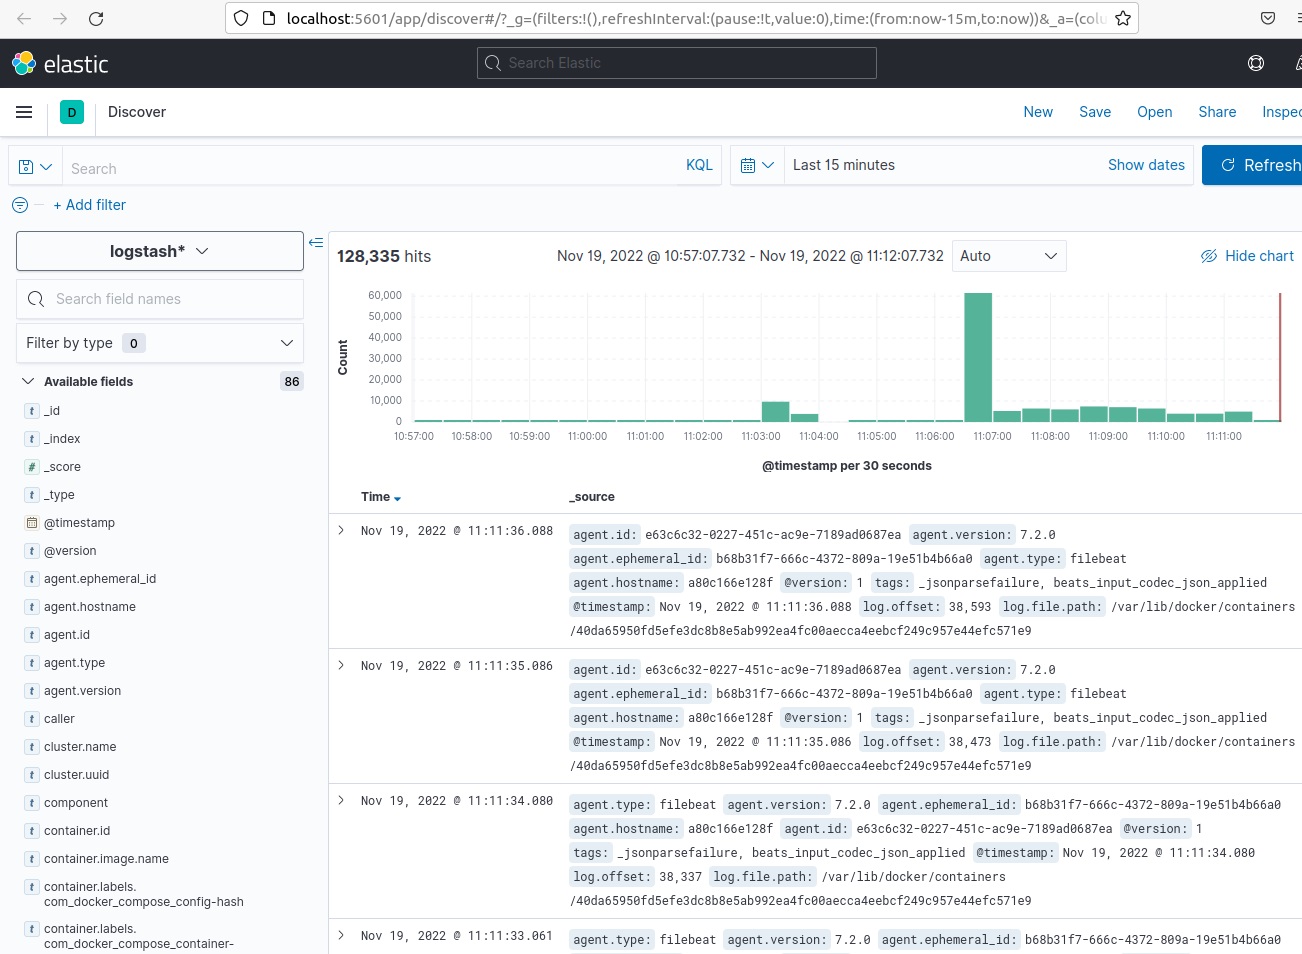 localhost:5601/app/discover#/?_g=(filters:!(),refreshInterval:(pause:!t,value:0),time:(from:now-15m,to:now))&_a=(colu
elastic
Search Elastic
D
Discover
New
Save
Open
Share
Inspec
Search
KQL
Last 15 minutes
Show dates
Refresh
+ Add filter
logstash*
Search field names
Filter by type 0
Available fields 86
t _id
t _index
# _score
t _type
@timestamp
t @version
t agent.ephemeral_id
t agent.hostname
t agent.id
t agent.type
t agent.version
t caller
t cluster.name
t cluster.uuid
t component
t container.id
t container.image.name
t container.labels.
com_docker_compose_config-hash
t container.labels.
com_docker_compose_container-
128,335 hits
Nov 19, 2022 @ 10:57:07.732 - Nov 19, 2022 @ 11:12:07.732
Auto
Hide chart
Count
60,000
50,000
40,000
30,000
20,000
10,000
0
10:57:00 10:58:00 10:59:00 11:00:00 11:01:00 11:02:00 11:03:00 11:04:00 11:05:00 11:06:00 11:07:00 11:08:00 11:09:00 11:10:00 11:11:00
@timestamp per 30 seconds
Time _source
Nov 19, 2022 @ 11:11:36.088
agent.id: e63c6c32-0227-451c-ac9e-7189ad0687ea agent.version: 7.2.0
agent.ephemeral_id: b68b31f7-666c-4372-809a-19e51b4b66a0 agent.type: filebeat
agent.hostname: a80c166e128f @version: 1 tags: _jsonparsefailure, beats_input_codec_json_applied
@timestamp: Nov 19, 2022 @ 11:11:36.088 log.offset: 38,593 log.file.path: /var/lib/docker/containers
/40da65950fd5efe3dc8b8e5ab992ea4fc00aecca4eebcf249c957e44efc571e9
Nov 19, 2022 @ 11:11:35.086
agent.id: e63c6c32-0227-451c-ac9e-7189ad0687ea agent.version: 7.2.0
agent.ephemeral_id: b68b31f7-666c-4372-809a-19e51b4b66a0 agent.type: filebeat
agent.hostname: a80c166e128f @version: 1 tags: _jsonparsefailure, beats_input_codec_json_applied
@timestamp: Nov 19, 2022 @ 11:11:35.086 log.offset: 38,473 log.file.path: /var/lib/docker/containers
/40da65950fd5efe3dc8b8e5ab992ea4fc00aecca4eebcf249c957e44efc571e9
Nov 19, 2022 @ 11:11:34.080
agent.type: filebeat agent.version: 7.2.0 agent.ephemeral_id: b68b31f7-666c-4372-809a-19e51b4b66a0
agent.hostname: a80c166e128f agent.id: e63c6c32-0227-451c-ac9e-7189ad0687ea @version: 1
tags: _jsonparsefailure, beats_input_codec_json_applied @timestamp: Nov 19, 2022 @ 11:11:34.080
log.offset: 38,337 log.file.path: /var/lib/docker/containers
/40da65950fd5efe3dc8b8e5ab992ea4fc00aecca4eebcf249c957e44efc571e9
Nov 19, 2022 @ 11:11:33.061
agent.type: filebeat agent.version: 7.2.0 agent.ephemeral_id: b68b31f7-666c-4372-809a-19e51b4b66a0